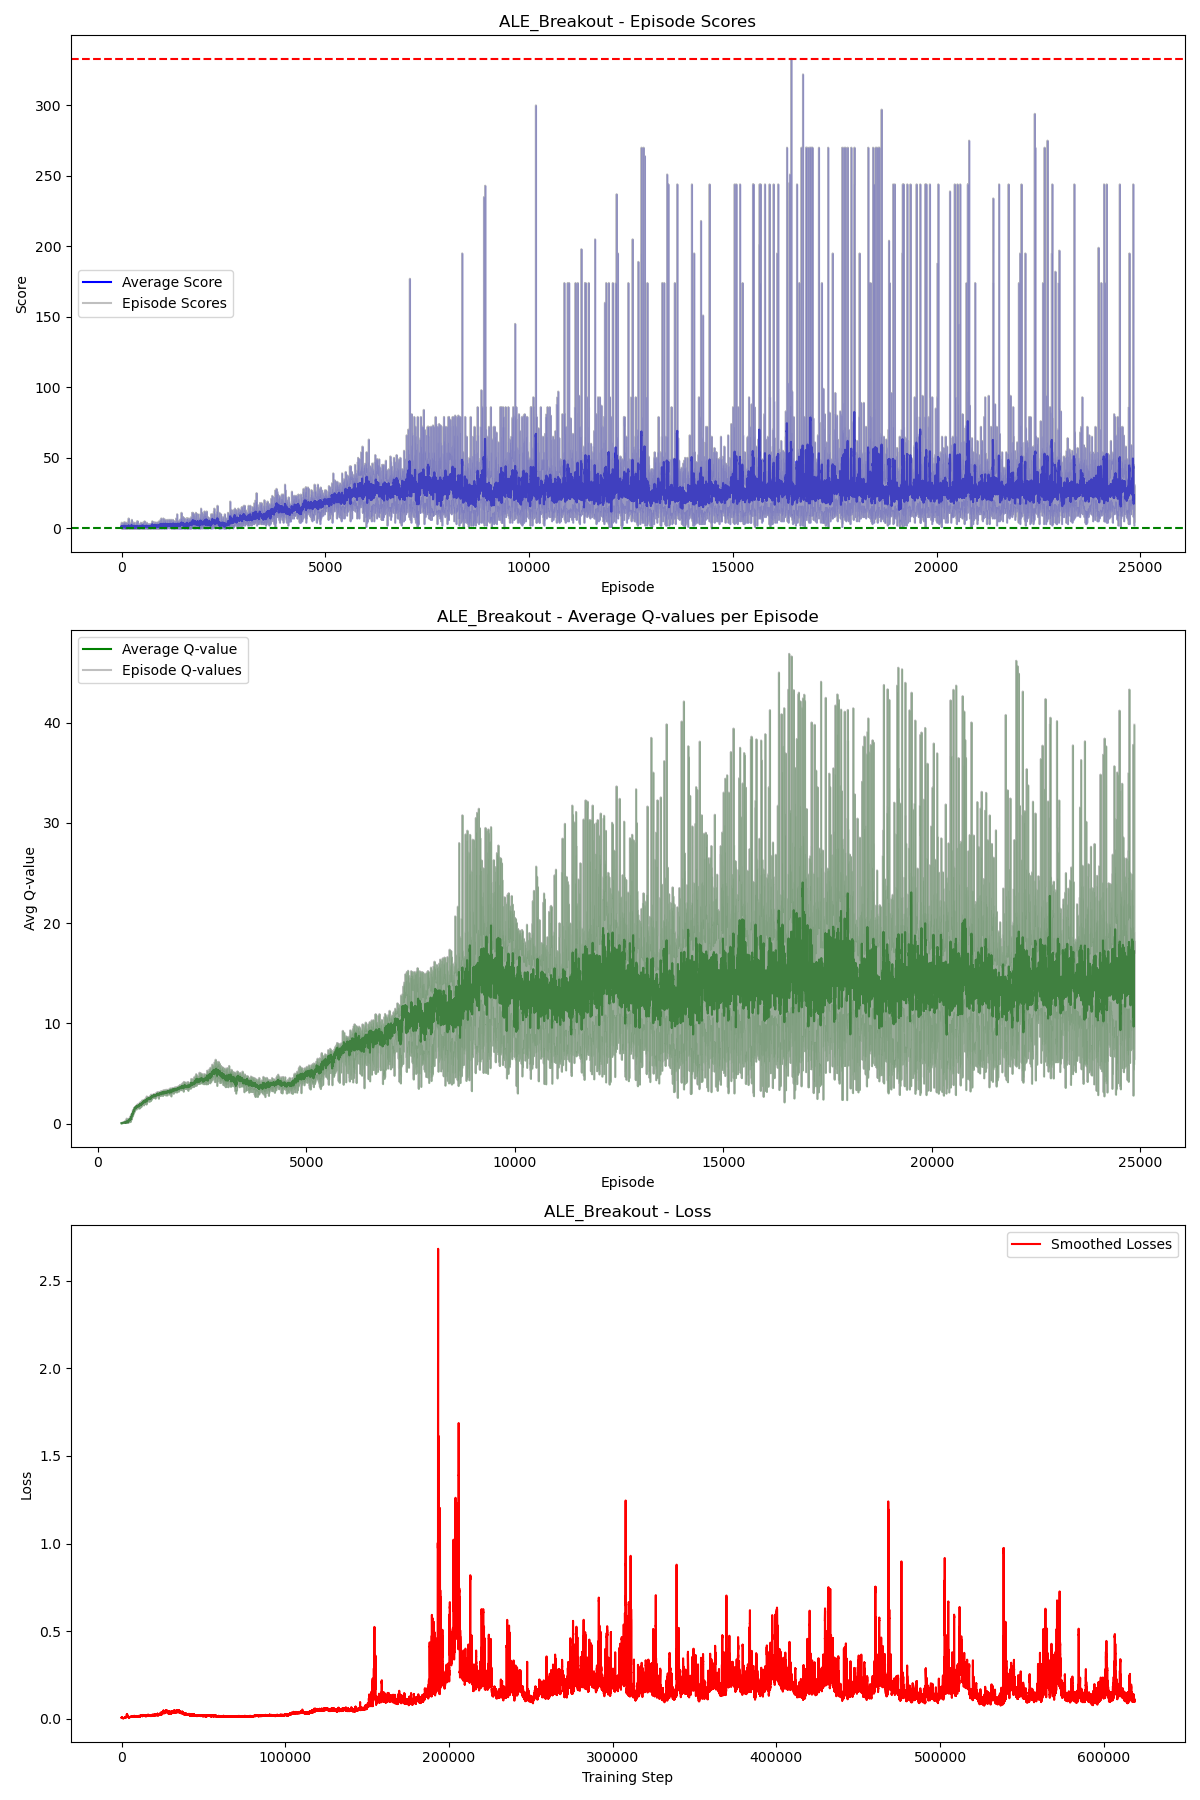 ALE_Breakout - Episode Scores
300
250
200
150
100
50
0
Score
Average Score
Episode Scores
0 5000 10000 15000 20000 25000
Episode
ALE_Breakout - Average Q-values per Episode
Average Q-value
Episode Q-values
40
30
20
10
0
Avg Q-value
0 5000 10000 15000 20000 25000
Episode
ALE_Breakout - Loss
Smoothed Losses
2.5
2.0
1.5
1.0
0.5
0.0
Loss
0 100000 200000 300000 400000 500000 600000
Training Step